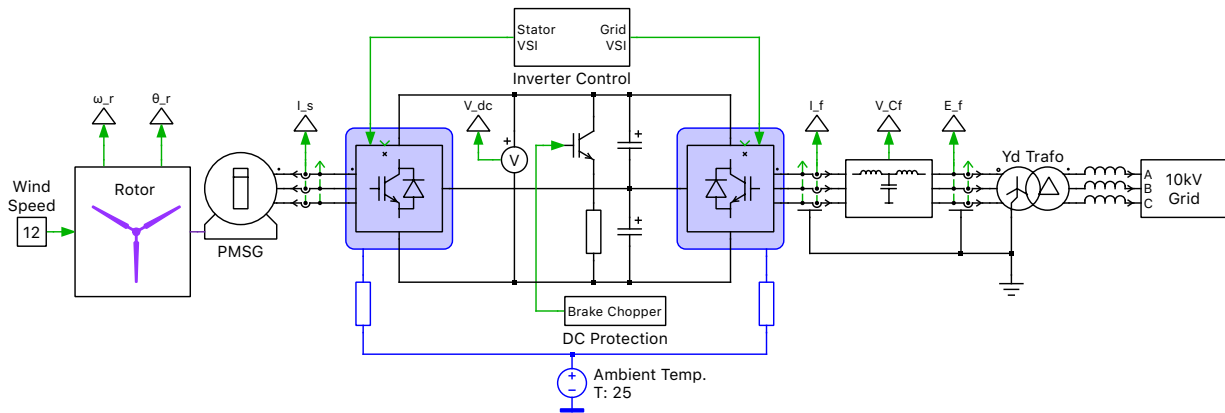 Stator
VSI
Grid
VSI
Inverter Control
ω_r
θ_r
I_s
V_dc
I_f
V_Cf
E_f
Wind
Speed
12
Rotor
PMSG
V
+
+
+
Yd Trafo
A
B
C
10kV
Grid
Brake Chopper
DC Protection
Ambient Temp.
T: 25